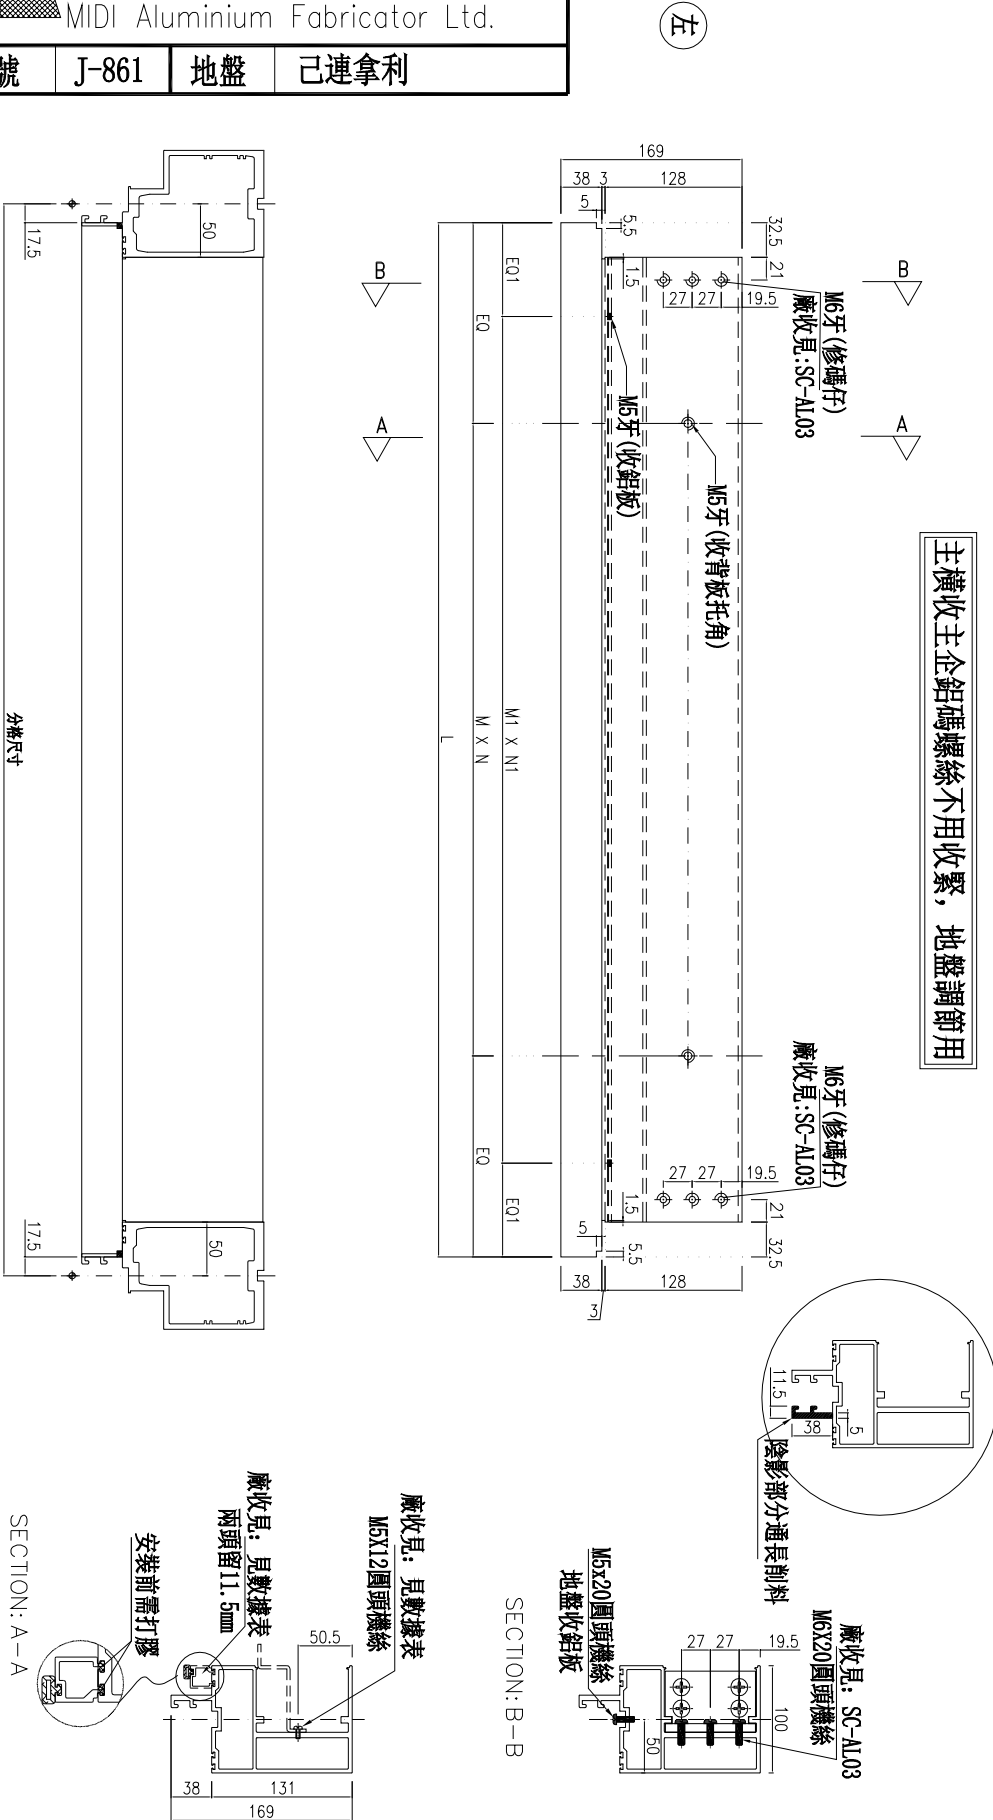 MIDI Aluminium Fabricator Ltd.
號 J-861 地盤 己連拿利
左
主橫收主企鋁碼螺絲不用收緊，地盤調節用
169
38 3 128
5
5.5
32.5
21
1.5
27 27 19.5
M6牙(修碼仔)
廠收見:SC-AL03
B
B
A
A
EQ1
EQ
M5牙(收鋁板)
M5牙(收背板托角)
M1 X N1
M X N
L
EQ
EQ1
M6牙(修碼仔)
廠收見:SC-AL03
27 27 19.5
21
32.5
1.5
5
5.5
38 128
3
17.5
50
分格尺寸
17.5
50
11.5
38
5
陰影部分通長削料
廠收見: SC-AL03
M6X20圓頭機絲
27 27 19.5
100
50
M5x20圓頭機絲
地盤收鋁板
SECTION: B-B
廠收見: 見數據表
M5X12圓頭機絲
50.5
廠收見: 見數據表
兩頭留11.5mm
安裝前需打膠
38 131
169
SECTION: A-A